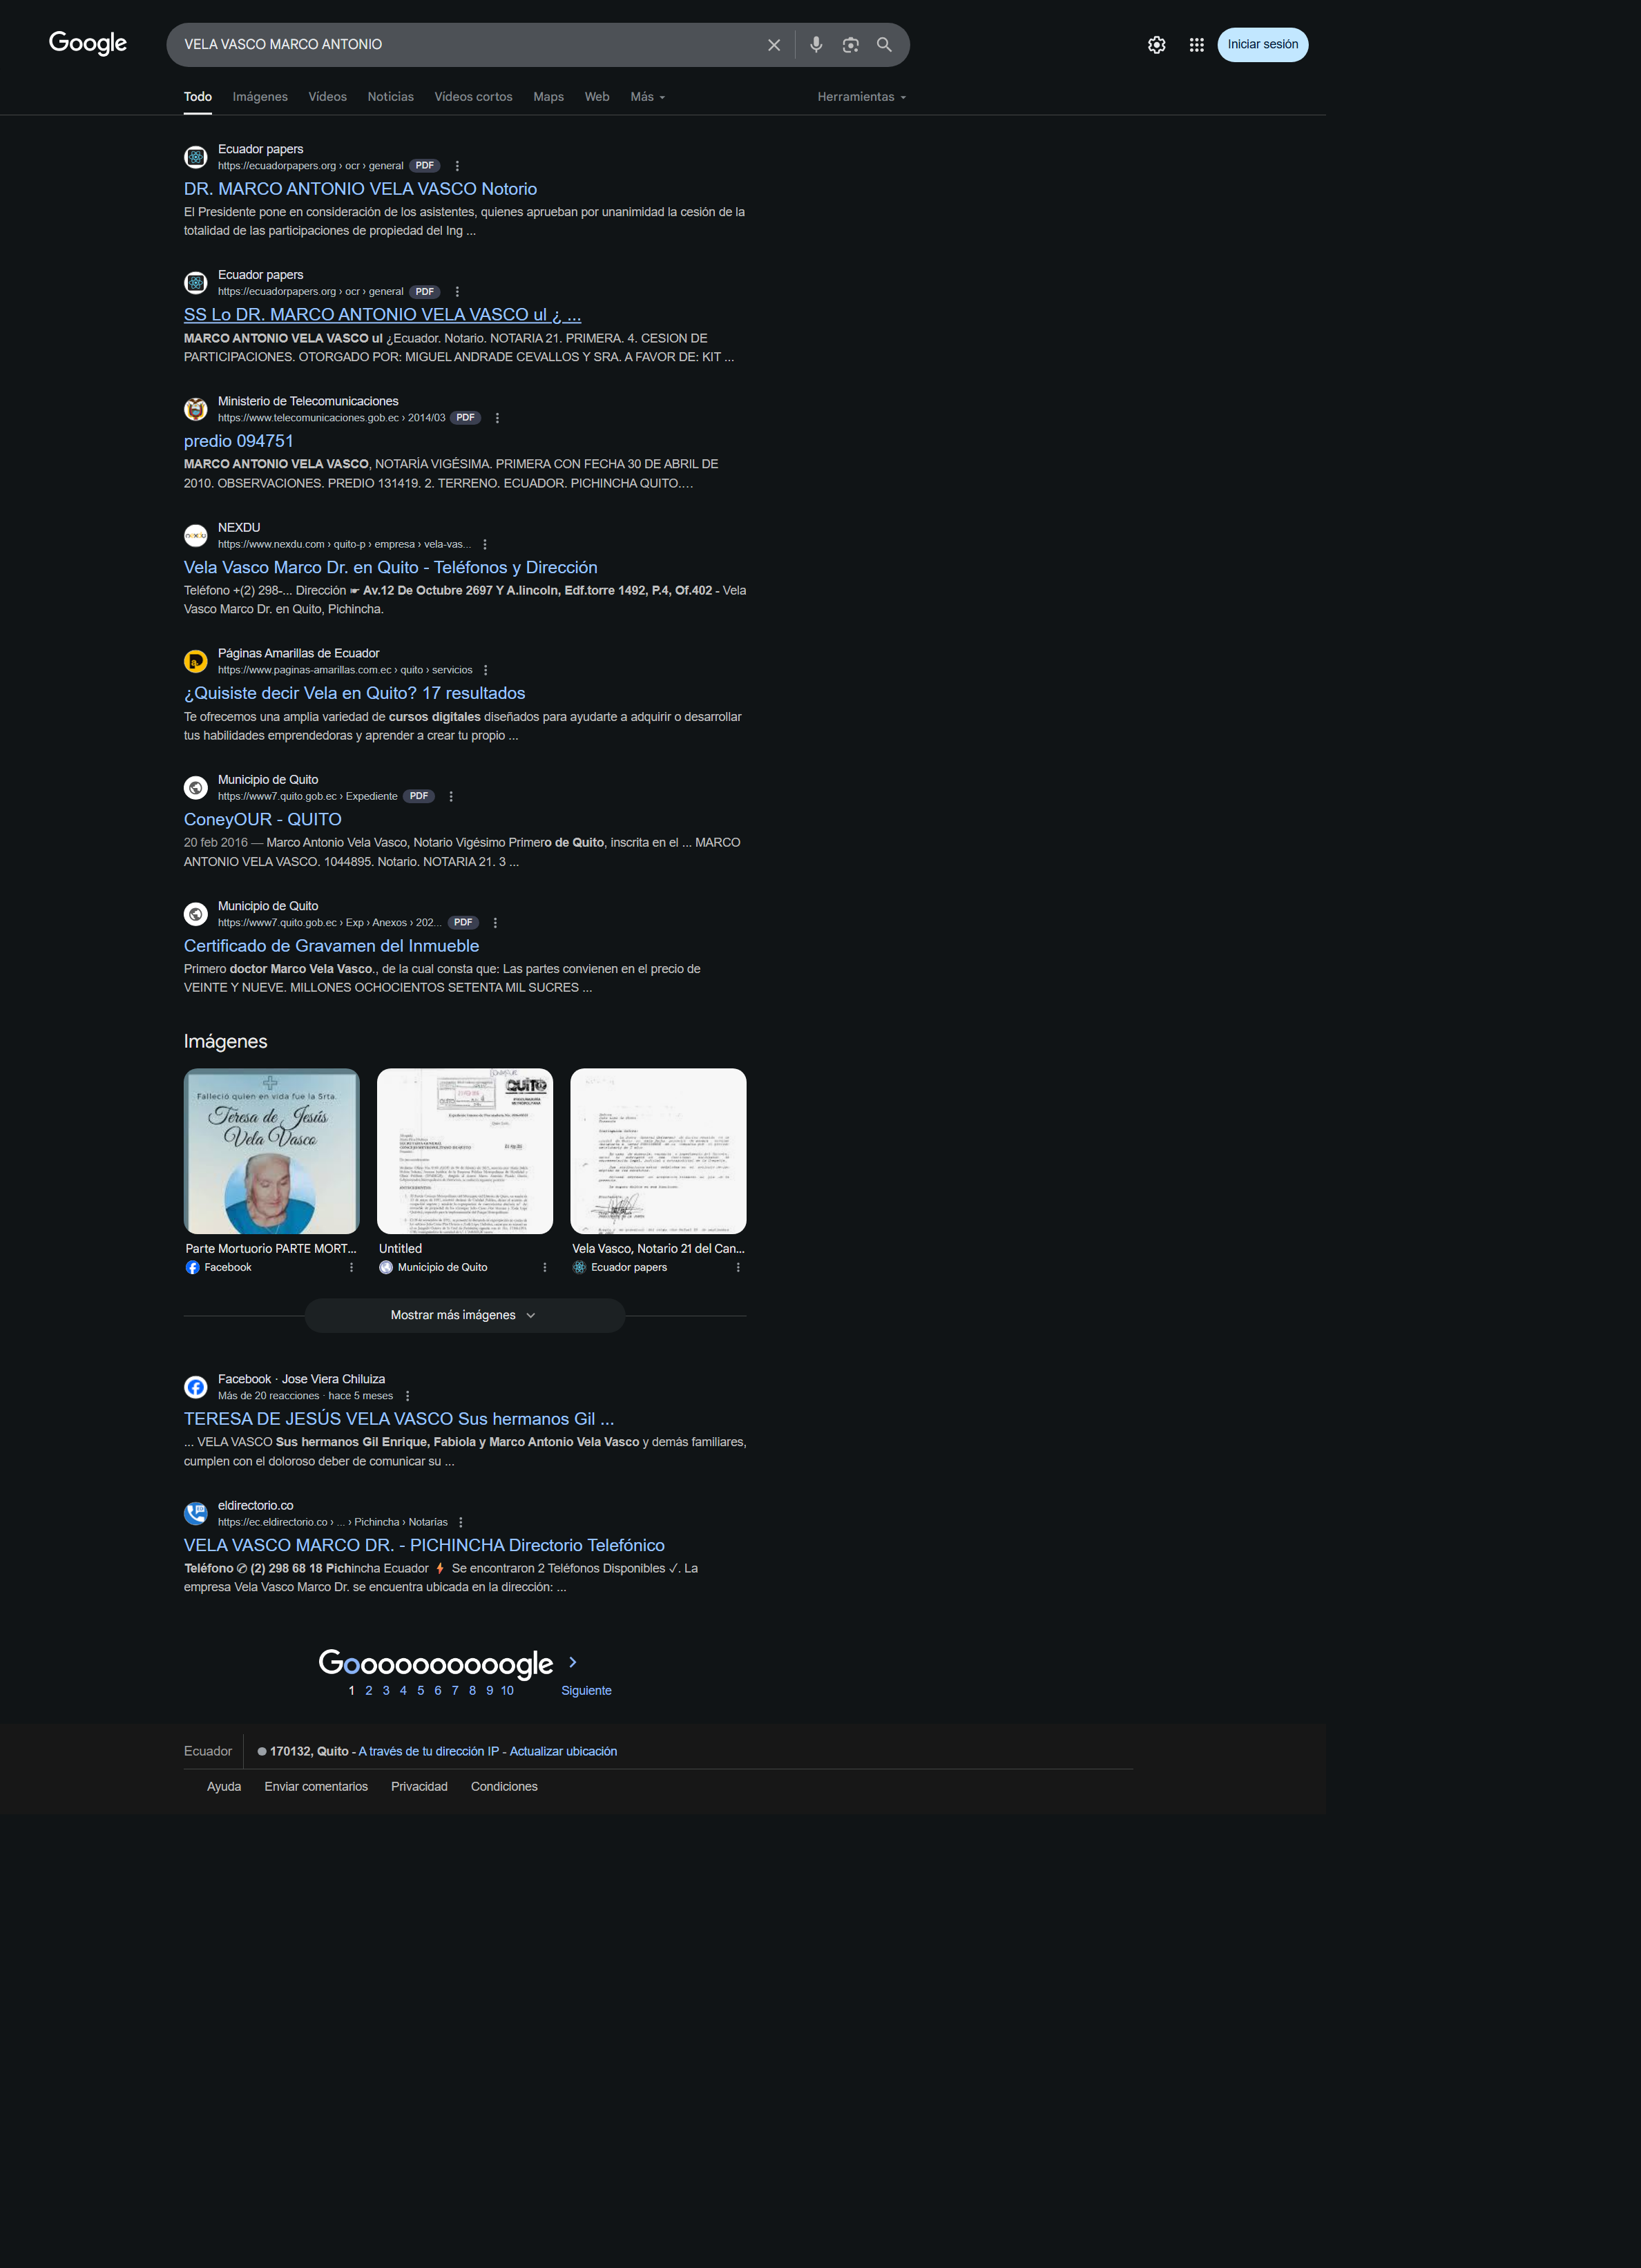 Google
VELA VASCO MARCO ANTONIO
Iniciar sesión
Todo Imágenes Vídeos Noticias Vídeos cortos Maps Web Más Herramientas
Ecuador papers
https://ecuadorpapers.org › ocr › general PDF
DR. MARCO ANTONIO VELA VASCO Notorio
El Presidente pone en consideración de los asistentes, quienes aprueban por unanimidad la cesión de la
totalidad de las participaciones de propiedad del Ing ...
Ecuador papers
https://ecuadorpapers.org › ocr › general PDF
SS Lo DR. MARCO ANTONIO VELA VASCO ul ¿ ...
MARCO ANTONIO VELA VASCO ul ¿Ecuador. Notario. NOTARIA 21. PRIMERA. 4. CESION DE
PARTICIPACIONES. OTORGADO POR: MIGUEL ANDRADE CEVALLOS Y SRA. A FAVOR DE: KIT ...
Ministerio de Telecomunicaciones
https://www.telecomunicaciones.gob.ec › 2014/03 PDF
predio 094751
MARCO ANTONIO VELA VASCO, NOTARÌA VIGÉSIMA. PRIMERA CON FECHA 30 DE ABRIL DE
2010. OBSERVACIONES. PREDIO 131419. 2. TERRENO. ECUADOR. PICHINCHA QUITO.…
NEXDU
https://www.nexdu.com › quito-p › empresa › vela-vas...
Vela Vasco Marco Dr. en Quito - Teléfonos y Dirección
Teléfono +(2) 298-... Dirección ☛ Av.12 De Octubre 2697 Y A.lincoln, Edf.torre 1492, P.4, Of.402 - Vela
Vasco Marco Dr. en Quito, Pichincha.
Páginas Amarillas de Ecuador
https://www.paginas-amarillas.com.ec › quito › servicios
¿Quisiste decir Vela en Quito? 17 resultados
Te ofrecemos una amplia variedad de cursos digitales diseñados para ayudarte a adquirir o desarrollar
tus habilidades emprendedoras y aprender a crear tu propio ...
Municipio de Quito
https://www7.quito.gob.ec › Expediente PDF
ConeyOUR - QUITO
20 feb 2016 — Marco Antonio Vela Vasco, Notario Vigésimo Primero de Quito, inscrita en el ... MARCO
ANTONIO VELA VASCO. 1044895. Notario. NOTARIA 21. 3 ...
Municipio de Quito
https://www7.quito.gob.ec › Exp › Anexos › 202... PDF
Certificado de Gravamen del Inmueble
Primero doctor Marco Vela Vasco., de la cual consta que: Las partes convienen en el precio de
VEINTE Y NUEVE. MILLONES OCHOCIENTOS SETENTA MIL SUCRES ...
Imágenes
Falleció quien en vida fue la Srta.
Teresa de Jesús
Vela Vasco
QUITO
Parte Mortuorio PARTE MORT...
Facebook
Untitled
Municipio de Quito
Vela Vasco, Notario 21 del Can...
Ecuador papers
Mostrar más imágenes
Facebook · Jose Viera Chiluiza
Más de 20 reacciones · hace 5 meses
TERESA DE JESÚS VELA VASCO Sus hermanos Gil ...
... VELA VASCO Sus hermanos Gil Enrique, Fabiola y Marco Antonio Vela Vasco y demás familiares,
cumplen con el doloroso deber de comunicar su ...
eldirectorio.co
https://ec.eldirectorio.co › ... › Pichincha › Notarías
VELA VASCO MARCO DR. - PICHINCHA Directorio Telefónico
Teléfono ✆ (2) 298 68 18 Pichincha Ecuador ⚡ Se encontraron 2 Teléfonos Disponibles ✓. La
empresa Vela Vasco Marco Dr. se encuentra ubicada en la dirección: ...
Goooooooooogle
1 2 3 4 5 6 7 8 9 10 Siguiente
Ecuador 170132, Quito - A través de tu dirección IP - Actualizar ubicación
Ayuda Enviar comentarios Privacidad Condiciones